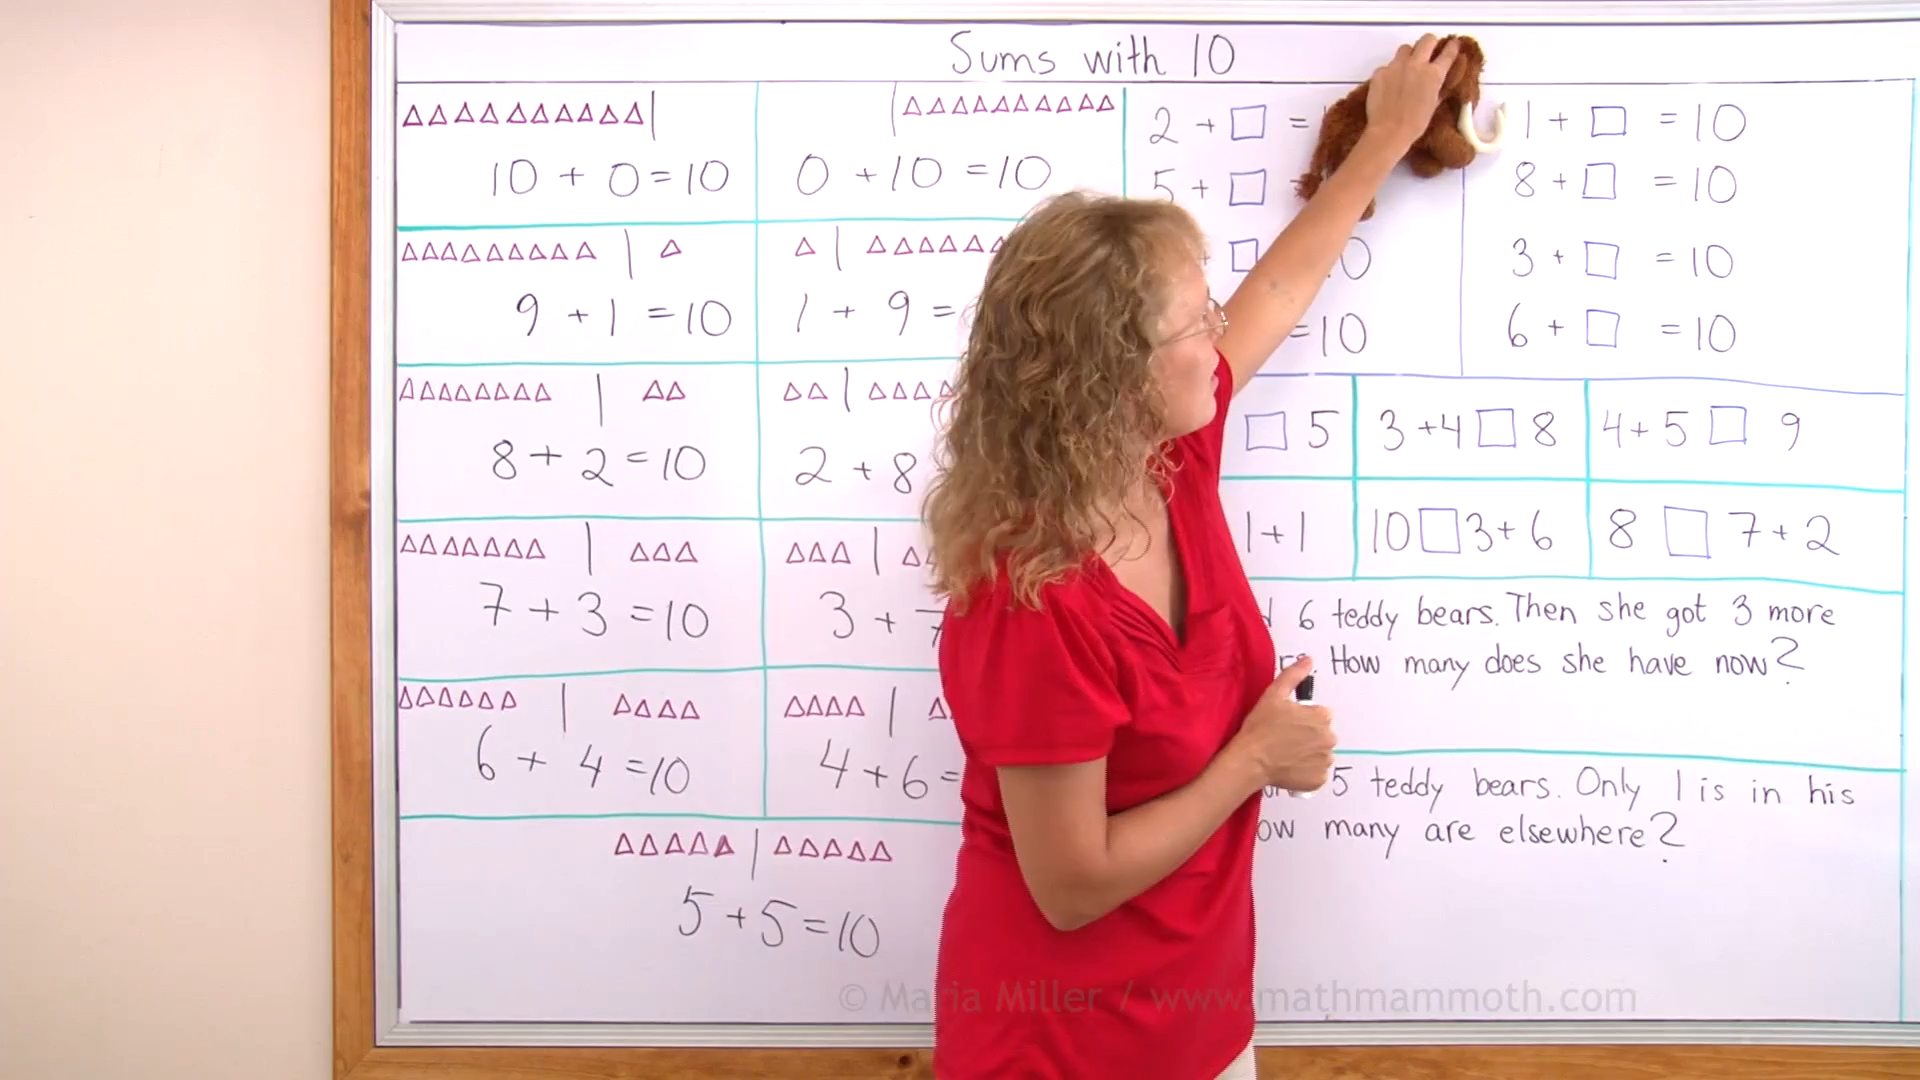 Sums with 10
10 + 0 = 10
0 + 10 = 10
9 + 1 = 10
1 + 9 =
8 + 2 = 10
2 + 8
7 + 3 = 10
3 + 7
6 + 4 = 10
4 + 6 =
5 + 5 = 10
2 + □ =
5 + □
+ □ 10
= 10
1 + □ = 10
8 + □ = 10
3 + □ = 10
6 + □ = 10
□ 5
3 + 4 □ 8
4 + 5 □ 9
1 + 1
10 □ 3 + 6
8 □ 7 + 2
6 teddy bears. Then she got 3 more
How many does she have now?
5 teddy bears. Only 1 is in his
many are elsewhere?
© Maria Miller / www.mathmammoth.com